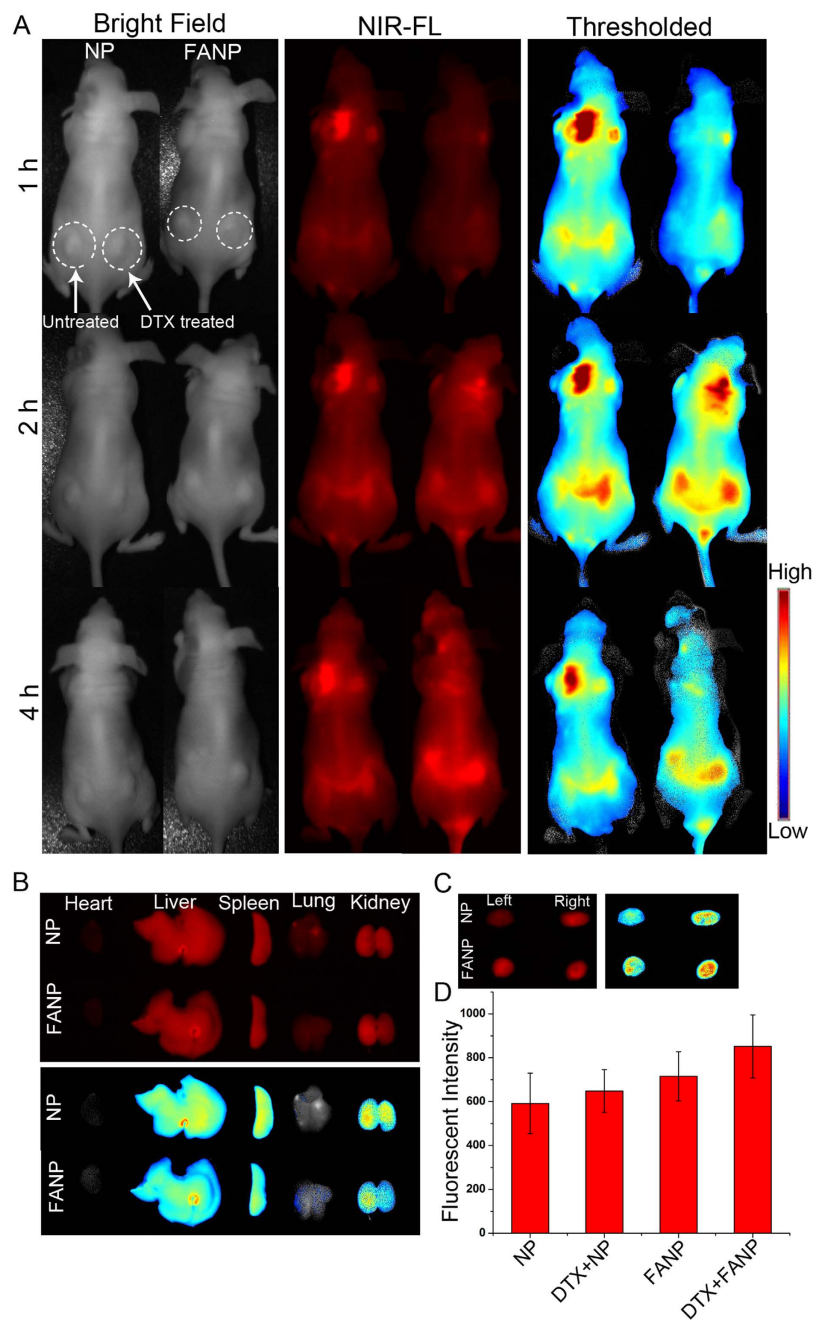 A
Bright Field NIR-FL Thresholded
NP FANP
1 h
Untreated DTX treated
2 h
High
4 h
Low
B
Heart Liver Spleen Lung Kidney
NP
FANP
NP
FANP
C
Left Right
NP
FANP
D
Fluorescent Intensity
1000
800
600
400
200
0
NP
DTX+NP
FANP
DTX+FANP